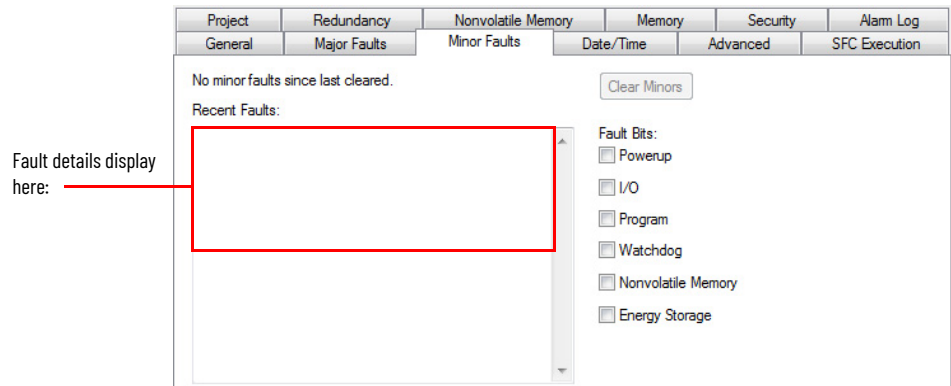 Project Redundancy Nonvolatile Memory Memory Security Alarm Log
General Major Faults Minor Faults Date/Time Advanced SFC Execution
No minor faults since last cleared.
Clear Minors
Recent Faults:
Fault details display
here:
Fault Bits:
Powerup
I/O
Program
Watchdog
Nonvolatile Memory
Energy Storage